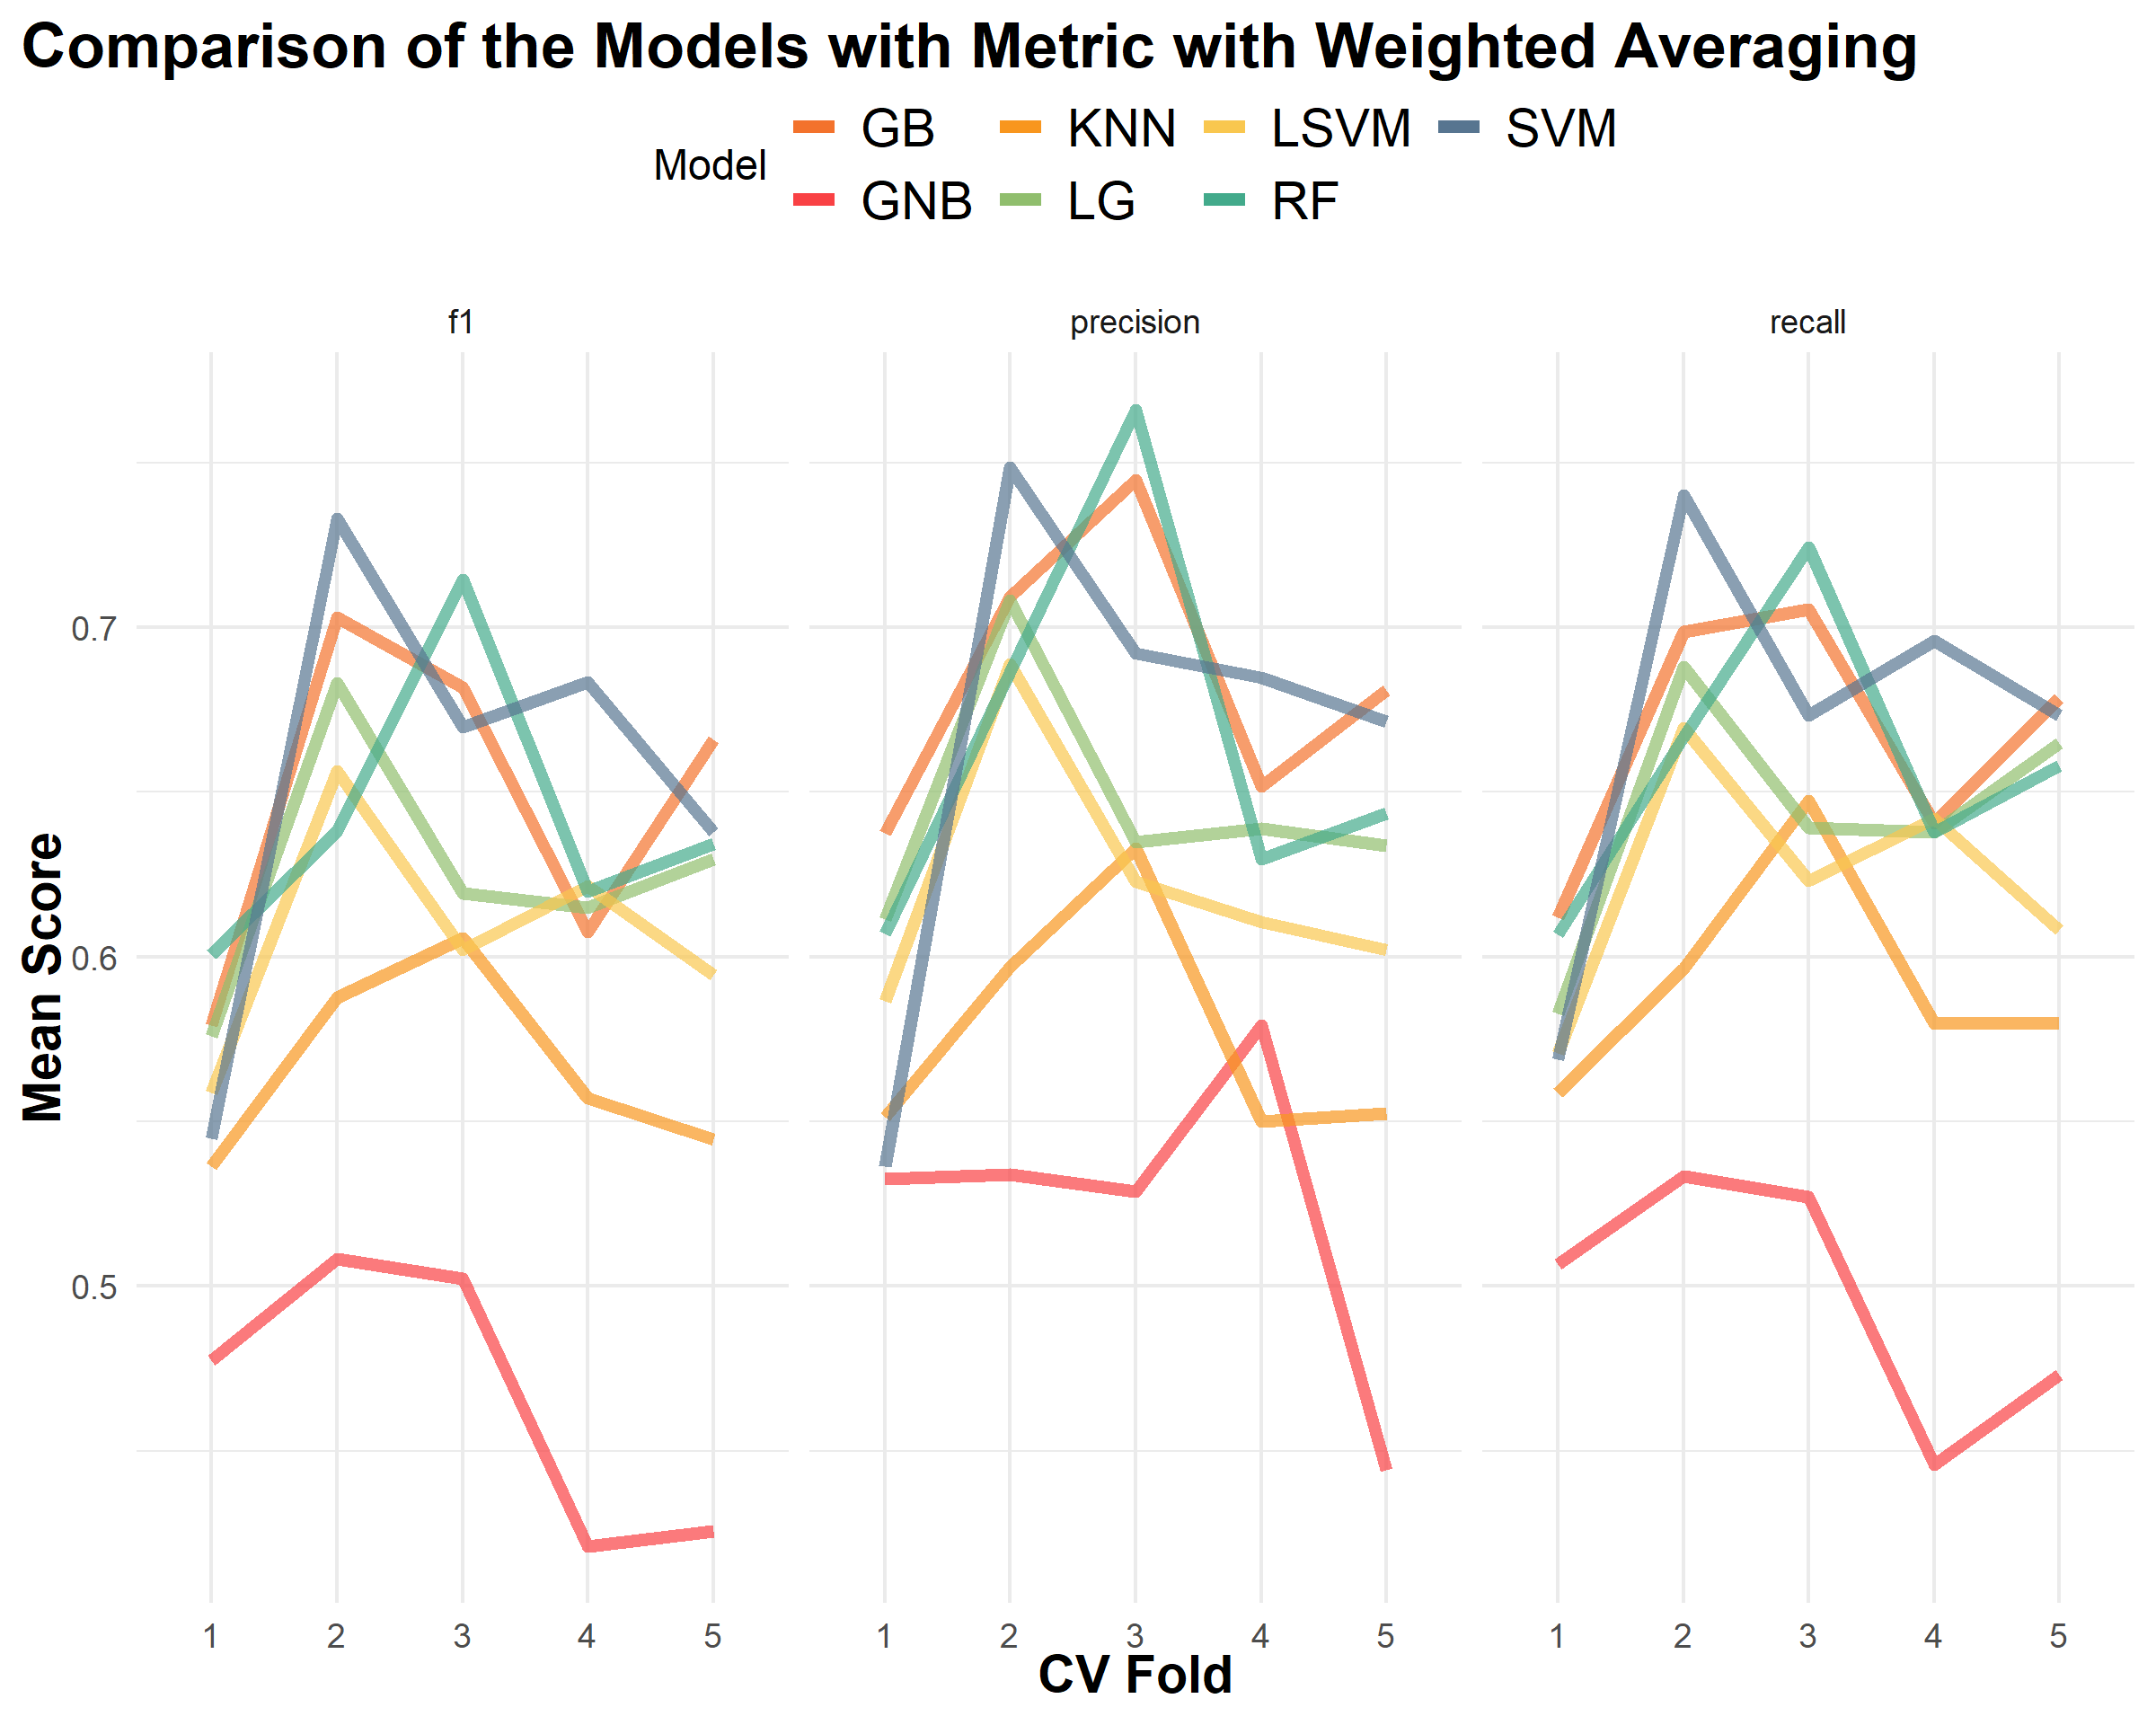 Comparison of the Models with Metric with Weighted Averaging
Model
GB KNN LSVM SVM
GNB LG RF
f1 precision recall
Mean Score
0.7
0.6
0.5
1 2 3 4 5 1 2 3 4 5 1 2 3 4 5
CV Fold